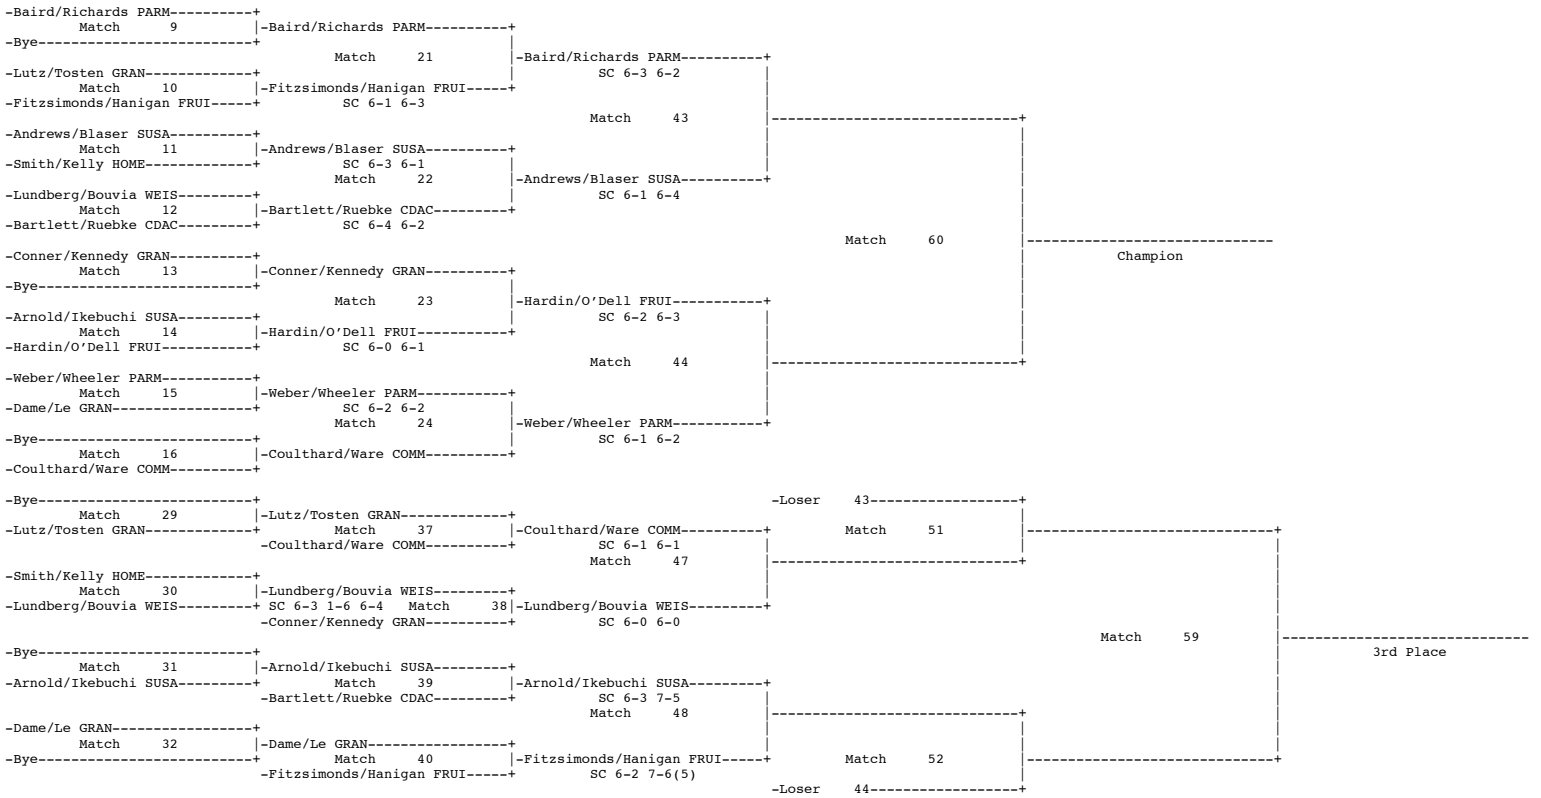 -Baird/Richards PARM----------+
Match 9 |-Baird/Richards PARM----------+
-Bye--------------------------+ |
Match 21 |-Baird/Richards PARM----------+
-Lutz/Tosten GRAN-------------+ | SC 6-3 6-2 |
Match 10 |-Fitzsimonds/Hanigan FRUI-----+ |
-Fitzsimonds/Hanigan FRUI-----+ SC 6-1 6-3 |
Match 43 |------------------------------+
-Andrews/Blaser SUSA----------+ | |
Match 11 |-Andrews/Blaser SUSA----------+ | |
-Smith/Kelly HOME-------------+ SC 6-3 6-1 | | |
Match 22 |-Andrews/Blaser SUSA----------+ |
-Lundberg/Bouvia WEIS---------+ | SC 6-1 6-4 |
Match 12 |-Bartlett/Ruebke CDAC---------+ |
-Bartlett/Ruebke CDAC---------+ SC 6-4 6-2 |
Match 60 |------------------------------
-Conner/Kennedy GRAN----------+ | Champion
Match 13 |-Conner/Kennedy GRAN----------+ |
-Bye--------------------------+ | |
Match 23 |-Hardin/O'Dell FRUI-----------+ |
-Arnold/Ikebuchi SUSA---------+ | SC 6-2 6-3 | |
Match 14 |-Hardin/O'Dell FRUI-----------+ | |
-Hardin/O'Dell FRUI-----------+ SC 6-0 6-1 | |
Match 44 |------------------------------+
-Weber/Wheeler PARM-----------+ |
Match 15 |-Weber/Wheeler PARM-----------+ |
-Dame/Le GRAN-----------------+ SC 6-2 6-2 | |
Match 24 |-Weber/Wheeler PARM-----------+
-Bye--------------------------+ | SC 6-1 6-2
Match 16 |-Coulthard/Ware COMM----------+
-Coulthard/Ware COMM----------+
-Bye--------------------------+ -Loser 43------------------+
Match 29 |-Lutz/Tosten GRAN-------------+ |
-Lutz/Tosten GRAN-------------+ Match 37 |-Coulthard/Ware COMM----------+ Match 51 |------------------------------+
-Coulthard/Ware COMM----------+ SC 6-1 6-1 | | |
Match 47 |------------------------------+ |
-Smith/Kelly HOME-------------+ | |
Match 30 |-Lundberg/Bouvia WEIS---------+ | |
-Lundberg/Bouvia WEIS---------+ SC 6-3 1-6 6-4 Match 38|-Lundberg/Bouvia WEIS---------+ |
-Conner/Kennedy GRAN----------+ SC 6-0 6-0 |
Match 59 |------------------------------
-Bye--------------------------+ | 3rd Place
Match 31 |-Arnold/Ikebuchi SUSA---------+ |
-Arnold/Ikebuchi SUSA---------+ Match 39 |-Arnold/Ikebuchi SUSA---------+ |
-Bartlett/Ruebke CDAC---------+ SC 6-3 7-5 | |
Match 48 |------------------------------+ |
-Dame/Le GRAN-----------------+ | | |
Match 32 |-Dame/Le GRAN-----------------+ | | |
-Bye--------------------------+ Match 40 |-Fitzsimonds/Hanigan FRUI-----+ Match 52 |------------------------------+
-Fitzsimonds/Hanigan FRUI-----+ SC 6-2 7-6(5) |
-Loser 44------------------+